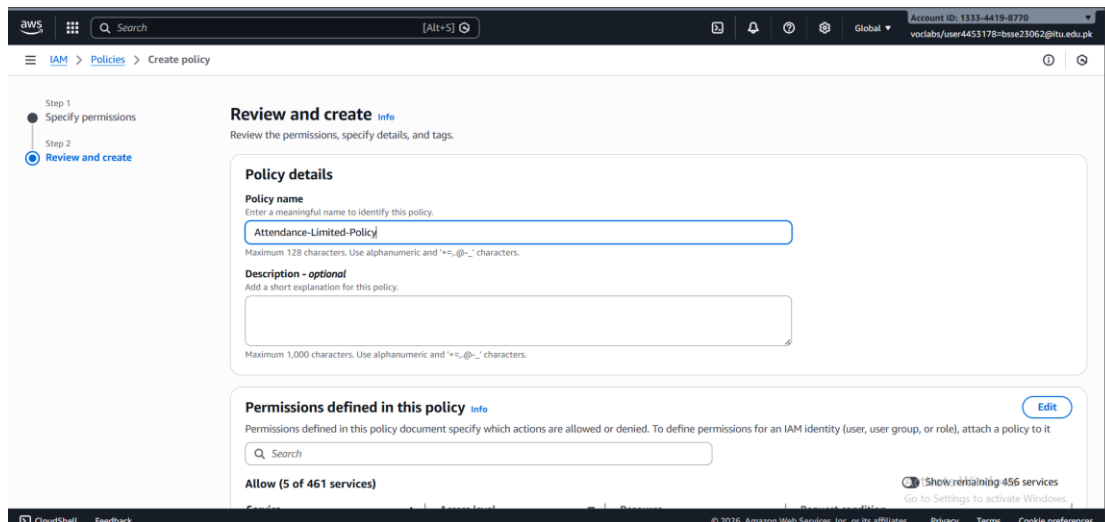 aws
Search [Alt+S] Global Account ID: 1333-4419-8770
voclabs/user4453178=bsse23062@itu.edu.pk
IAM > Policies > Create policy
Step 1
Specify permissions
Step 2
Review and create
Review and create Info
Review the permissions, specify details, and tags.
Policy details
Policy name
Enter a meaningful name to identify this policy.
Attendance-Limited-Policy
Maximum 128 characters. Use alphanumeric and '+=,.@-_' characters.
Description - optional
Add a short explanation for this policy.
Maximum 1,000 characters. Use alphanumeric and '+=,.@-_' characters.
Permissions defined in this policy Info Edit
Permissions defined in this policy document specify which actions are allowed or denied. To define permissions for an IAM identity (user, user group, or role), attach a policy to it
Search
Allow (5 of 461 services) Show remaining 456 services
Go to Settings to activate Windows.
Service Access level Resource Request condition
CloudShell Feedback © 2026, Amazon Web Services, Inc. or its affiliates. Privacy Terms Cookie preferences